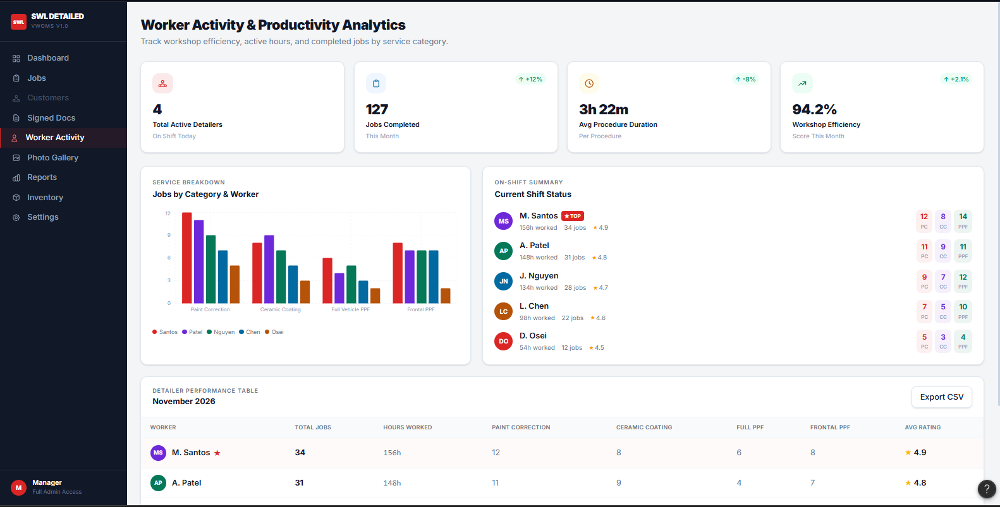 SWL
SWL DETAILED
VWOMS V1.0
Dashboard
Jobs
Customers
Signed Docs
Worker Activity
Photo Gallery
Reports
Inventory
Settings
M
Manager
Full Admin Access
Worker Activity & Productivity Analytics
Track workshop efficiency, active hours, and completed jobs by service category.
4
Total Active Detailers
On Shift Today
↑ +12%
127
Jobs Completed
This Month
↑ -8%
3h 22m
Avg Procedure Duration
Per Procedure
↑ +2.1%
94.2%
Workshop Efficiency
Score This Month
SERVICE BREAKDOWN
Jobs by Category & Worker
12
9
6
3
0
Paint Correction Ceramic Coating Full Vehicle PPF Frontal PPF
Santos Patel Nguyen Chen Osei
ON-SHIFT SUMMARY
Current Shift Status
MS M. Santos ★ TOP
156h worked 34 jobs ★ 4.9
12 8 14
PC CC PPF
AP A. Patel
148h worked 31 jobs ★ 4.8
11 9 11
PC CC PPF
JN J. Nguyen
134h worked 28 jobs ★ 4.7
9 7 12
PC CC PPF
LC L. Chen
98h worked 22 jobs ★ 4.6
7 5 10
PC CC PPF
DO D. Osei
54h worked 12 jobs ★ 4.5
5 3 4
PC CC PPF
DETAILER PERFORMANCE TABLE
November 2026
Export CSV
WORKER TOTAL JOBS HOURS WORKED PAINT CORRECTION CERAMIC COATING FULL PPF FRONTAL PPF AVG RATING
MS M. Santos ★ 34 156h 12 8 6 8 ★ 4.9
AP A. Patel 31 148h 11 9 4 7 ★ 4.8
?